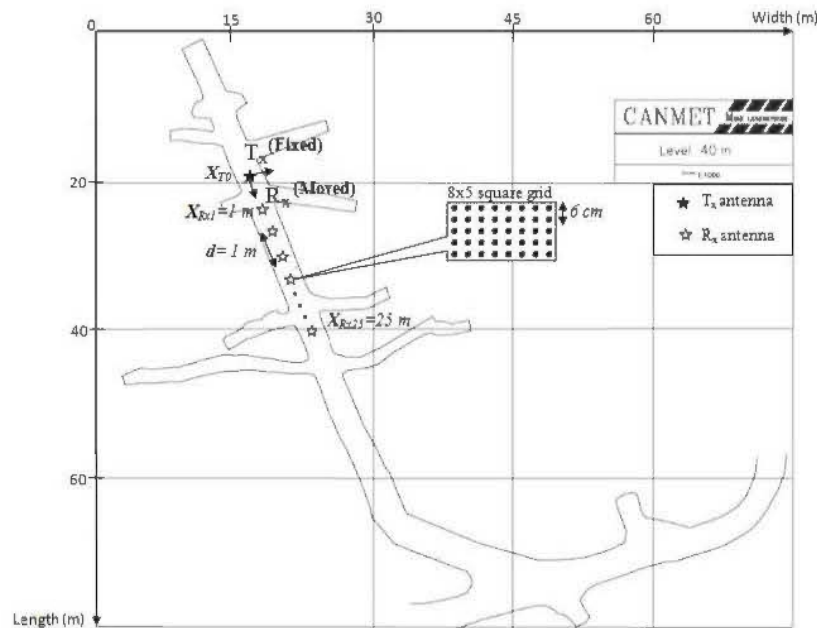 0 15 30 45 60 Width (m)
CANMET
Level 40 m
Tx (Fixed)
XT0
20
Rx (Moved)
8x5 square grid
6 cm
XRx1=1 m
d= 1 m
★ Tx antenna
☆ Rx antenna
XRx25=25 m
40
60
Length (m)